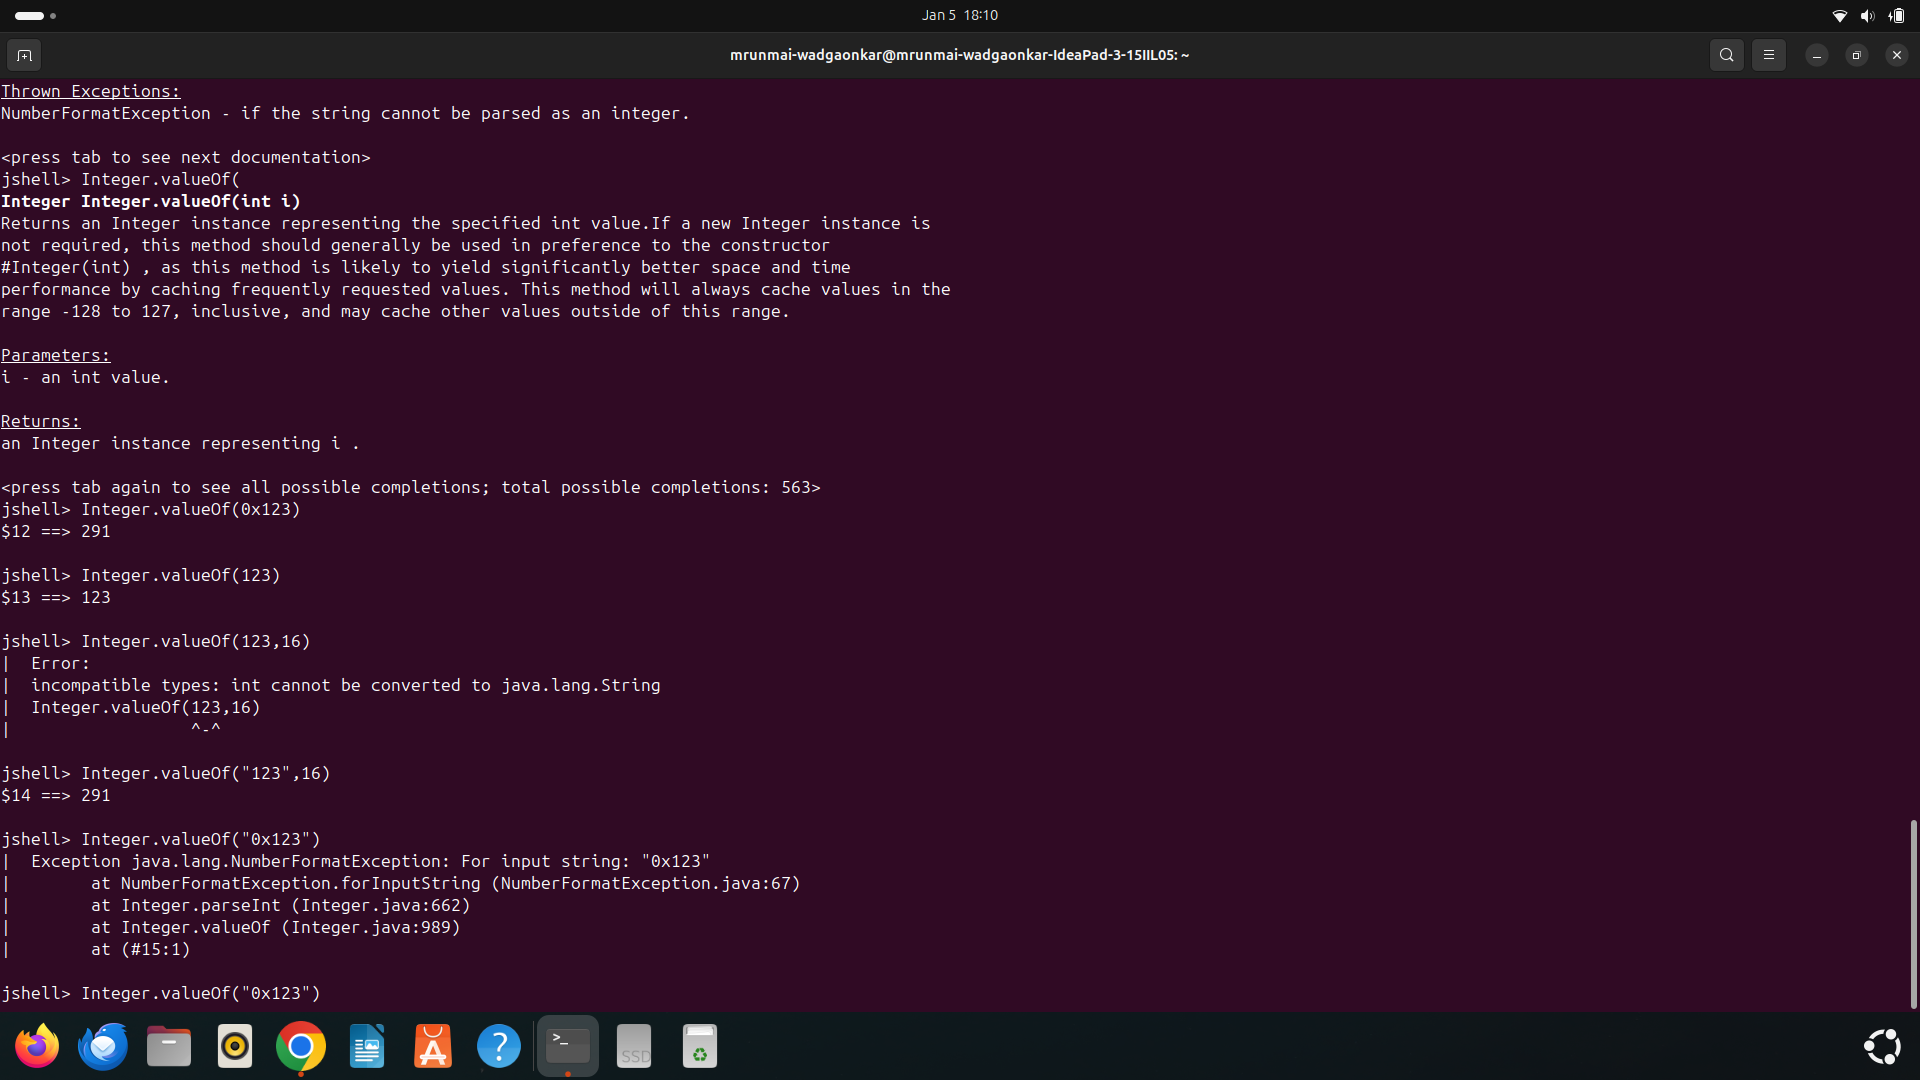 Jan 5 18:10
mrunmai-wadgaonkar@mrunmai-wadgaonkar-IdeaPad-3-15IIL05: ~
Thrown Exceptions:
NumberFormatException - if the string cannot be parsed as an integer.
<press tab to see next documentation>
jshell> Integer.valueOf(
Integer Integer.valueOf(int i)
Returns an Integer instance representing the specified int value.If a new Integer instance is
not required, this method should generally be used in preference to the constructor
#Integer(int) , as this method is likely to yield significantly better space and time
performance by caching frequently requested values. This method will always cache values in the
range -128 to 127, inclusive, and may cache other values outside of this range.
Parameters:
i - an int value.
Returns:
an Integer instance representing i .
<press tab again to see all possible completions; total possible completions: 563>
jshell> Integer.valueOf(0x123)
$12 ==> 291
jshell> Integer.valueOf(123)
$13 ==> 123
jshell> Integer.valueOf(123,16)
|  Error:
|  incompatible types: int cannot be converted to java.lang.String
|  Integer.valueOf(123,16)
|                  ^-^
jshell> Integer.valueOf("123",16)
$14 ==> 291
jshell> Integer.valueOf("0x123")
|  Exception java.lang.NumberFormatException: For input string: "0x123"
|        at NumberFormatException.forInputString (NumberFormatException.java:67)
|        at Integer.parseInt (Integer.java:662)
|        at Integer.valueOf (Integer.java:989)
|        at (#15:1)
jshell> Integer.valueOf("0x123")
>_
SSD